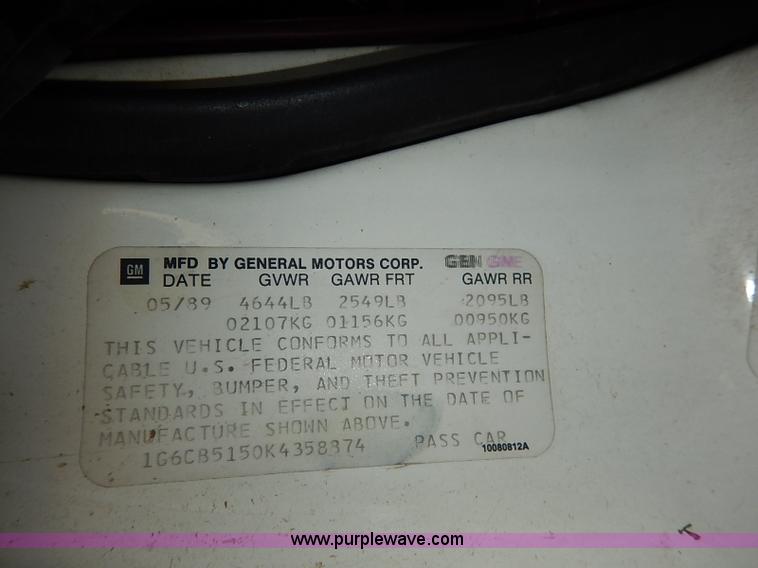 GM MFD BY GENERAL MOTORS CORP. GEN GNE
DATE GVWR GAWR FRT GAWR RR
05/89 4644LB 2549LB 2095LB
02107KG 01156KG 00950KG
THIS VEHICLE CONFORMS TO ALL APPLI-
CABLE U.S. FEDERAL MOTOR VEHICLE
SAFETY, BUMPER, AND THEFT PREVENTION
STANDARDS IN EFFECT ON THE DATE OF
MANUFACTURE SHOWN ABOVE.
1G6CB5150K4358874 PASS CAR
10080812A
www.purplewave.com